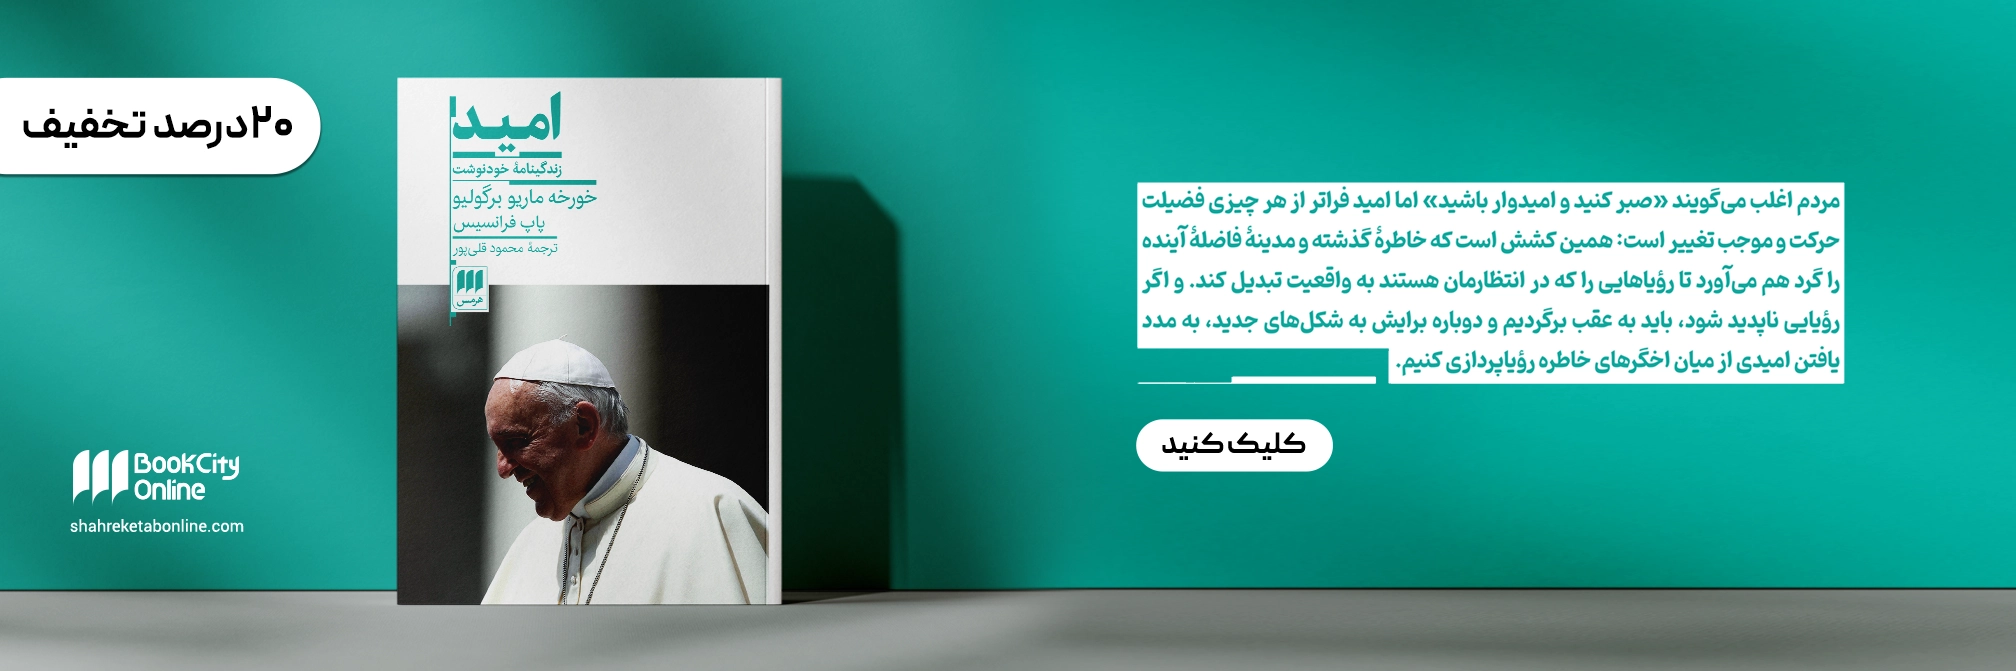 ۲۰درصد تخفیف
امید
زندگینامهٔ خودنوشت
خورخه ماریو برگولیو
پاپ فرانسیس
ترجمهٔ محمود قلی‌پور
هرمس
مردم اغلب می‌گویند «صبر کنید و امیدوار باشید» اما امید فراتر از هر چیزی فضیلت
حرکت و موجب تغییر است: همین کشش است که خاطرهٔ گذشته و مدینهٔ فاضلهٔ آینده
را گرد هم می‌آورد تا رؤیاهایی را که در انتظارمان هستند به واقعیت تبدیل کند. و اگر
رؤیایی ناپدید شود، باید به عقب برگردیم و دوباره برایش به شکل‌های جدید، به مدد
یافتن امیدی از میان اخگرهای خاطره رؤیاپردازی کنیم.
کلیک کنید
BookCity
Online
shahreketabonline.com